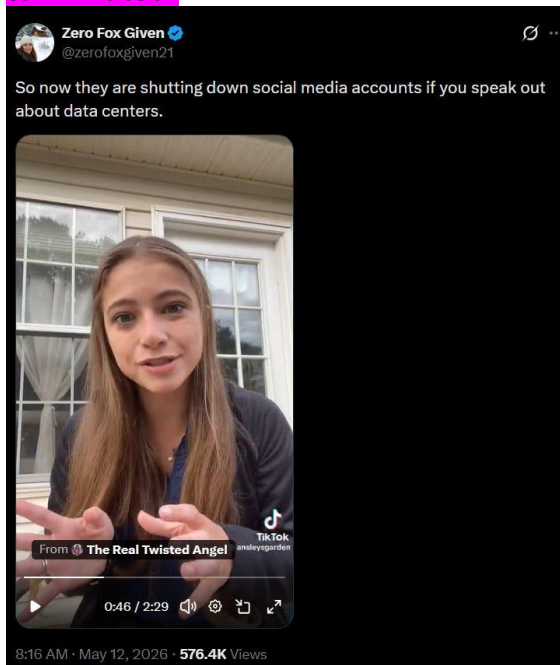 Zero Fox Given
@zerofoxgiven21
So now they are shutting down social media accounts if you speak out
about data centers.
TikTok
ansleysgarden
From The Real Twisted Angel
0:46 / 2:29
8:16 AM · May 12, 2026 · 576.4K Views